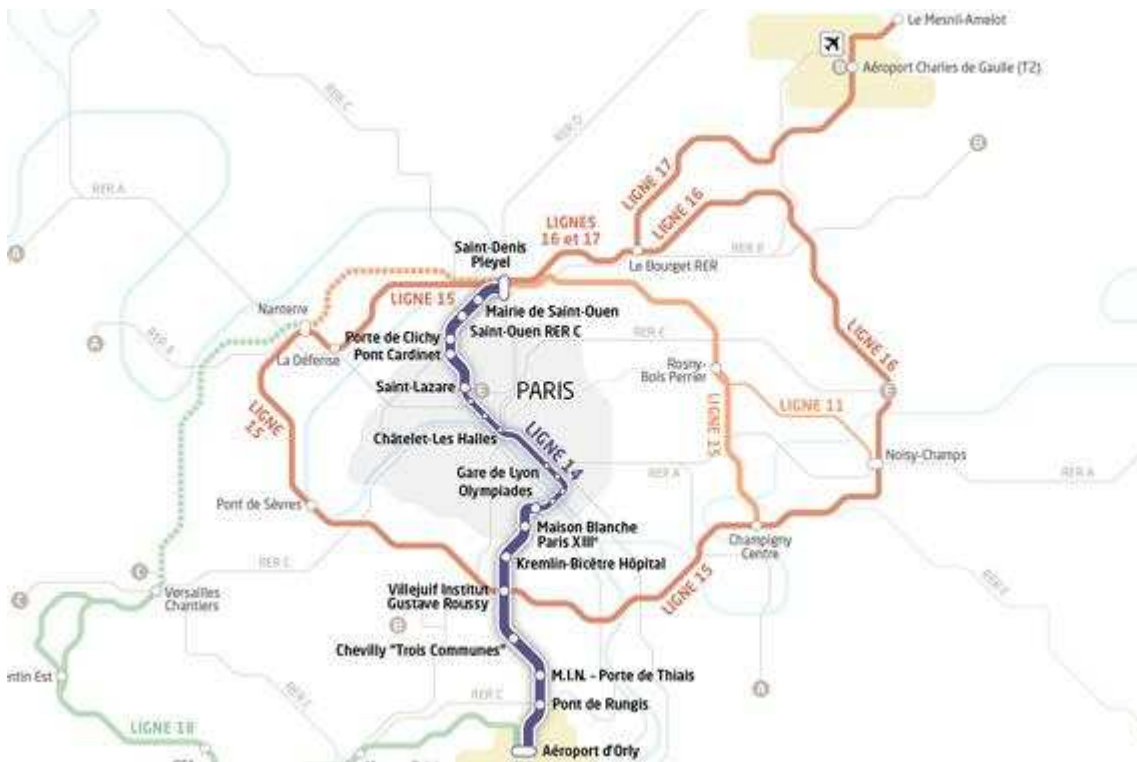 Le Mesnil-Amelot
Aéroport Charles de Gaulle (T2)
RER C
RER D
B
LIGNE 17
LIGNE 16
RER A
LIGNES
16 et 17
Saint-Denis
Pleyel
RER B
Le Bourget RER
A
LIGNE 15
Nanterre
Mairie de Saint-Ouen
Saint-Ouen RER C
RER E
A
RER A
La Défense
Porte de Clichy
Pont Cardinet
Rosny-
Bois Perrier
LIGNE 16
Saint-Lazare
E
PARIS
E
LIGNE
15
LIGNE 15
LIGNE 11
Châtelet-Les Halles
LIGNE 14
Noisy-Champs
Gare de Lyon
Olympiades
RER A
RER A
Pont de Sèvres
Maison Blanche
Paris XIIIᵉ
Champigny
Centre
RER C
Kremlin-Bicêtre Hôpital
C
C
Versailles
Chantiers
Villejuif Institut
Gustave Roussy
LIGNE 15
RER E
B
Chevilly "Trois Communes"
entin Est
M.I.N. - Porte de Thiais
A
RER C
Pont de Rungis
LIGNE 18
Aéroport d'Orly